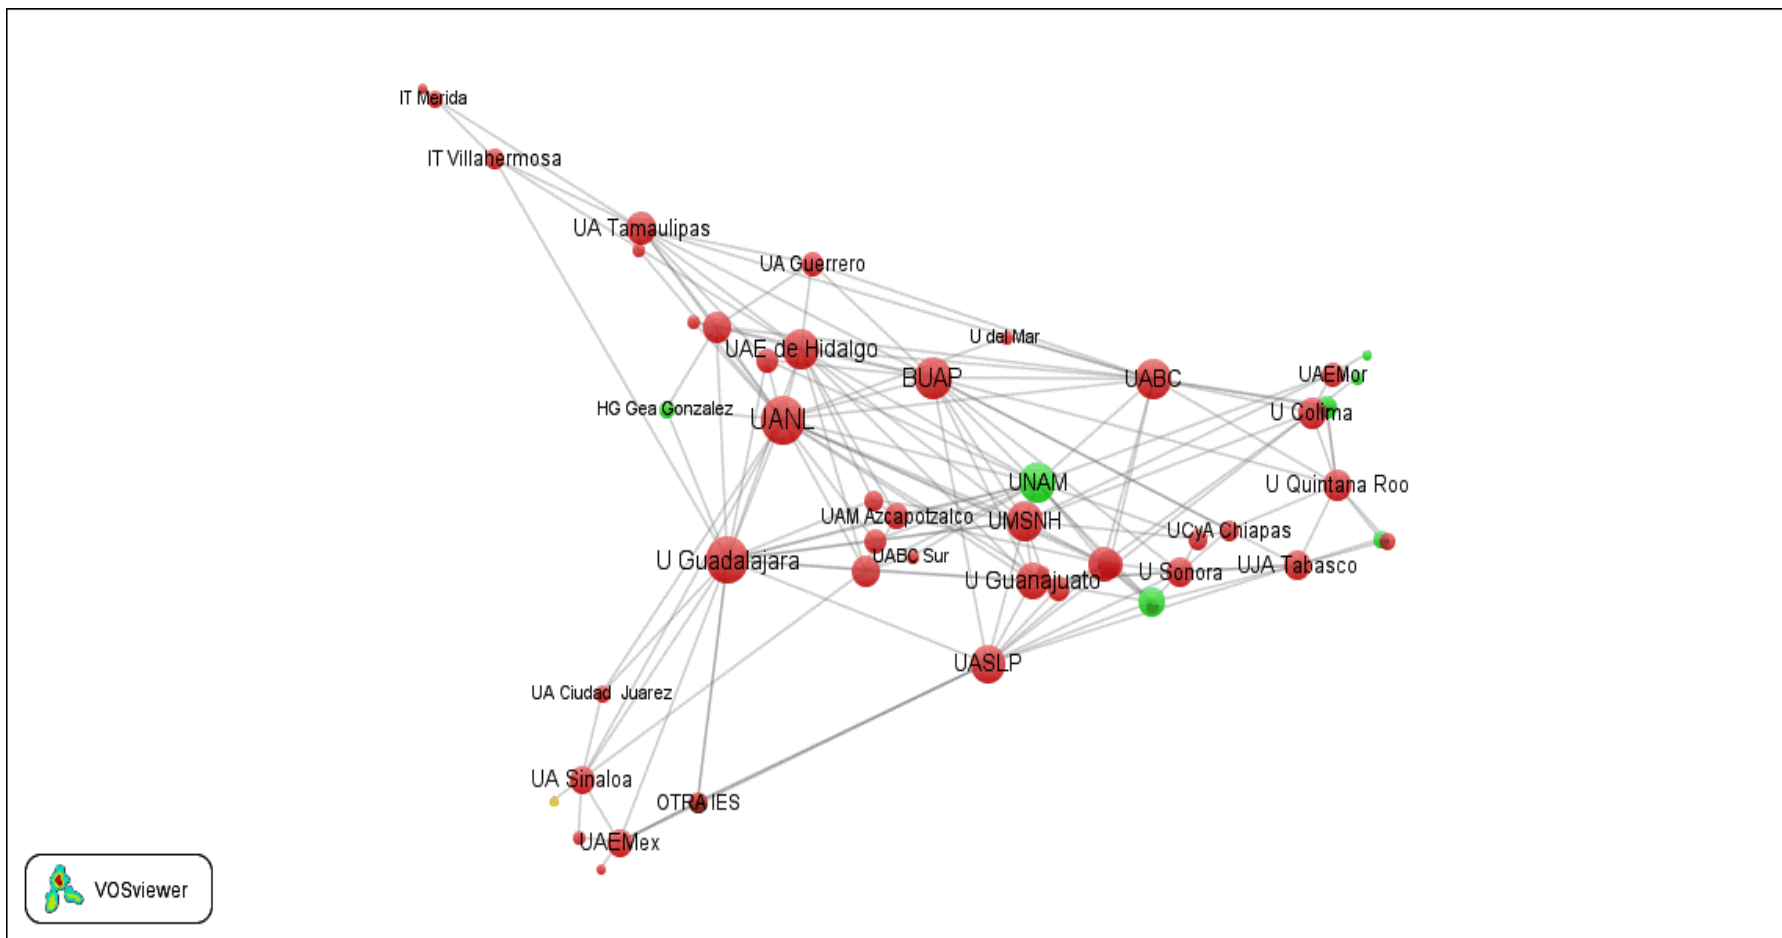 IT Merida
IT Villahermosa
UA Tamaulipas
UA Guerrero
U del Mar
UAE de Hidalgo
BUAP
UABC
UAEMor
HG Gea Gonzalez
UANL
U Colima
UNAM
U Quintana Roo
UAM Azcapotzalco
UMSNH
UCyA Chiapas
UABC Sur
U Guadalajara
U Guanajuato
U Sonora
UJA Tabasco
UASLP
UA Ciudad Juarez
UA Sinaloa
OTRA IES
UAEMex
VOSviewer